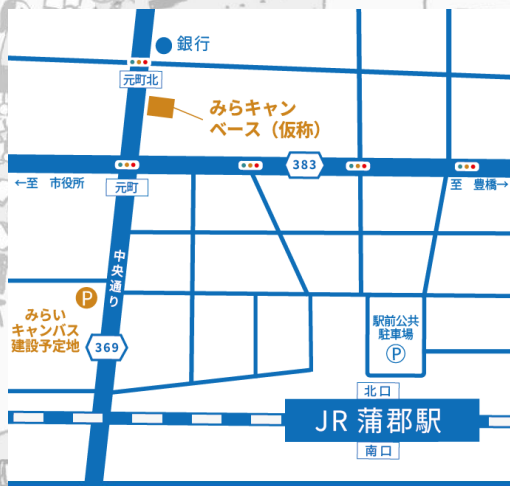 銀行
元町北
みらキャン
ベース（仮称）
383
←至 市役所
元町
至 豊橋→
中央通り
P
みらい
キャンバス
建設予定地
369
駅前公共
駐車場
P
北口
JR 蒲郡駅
南口